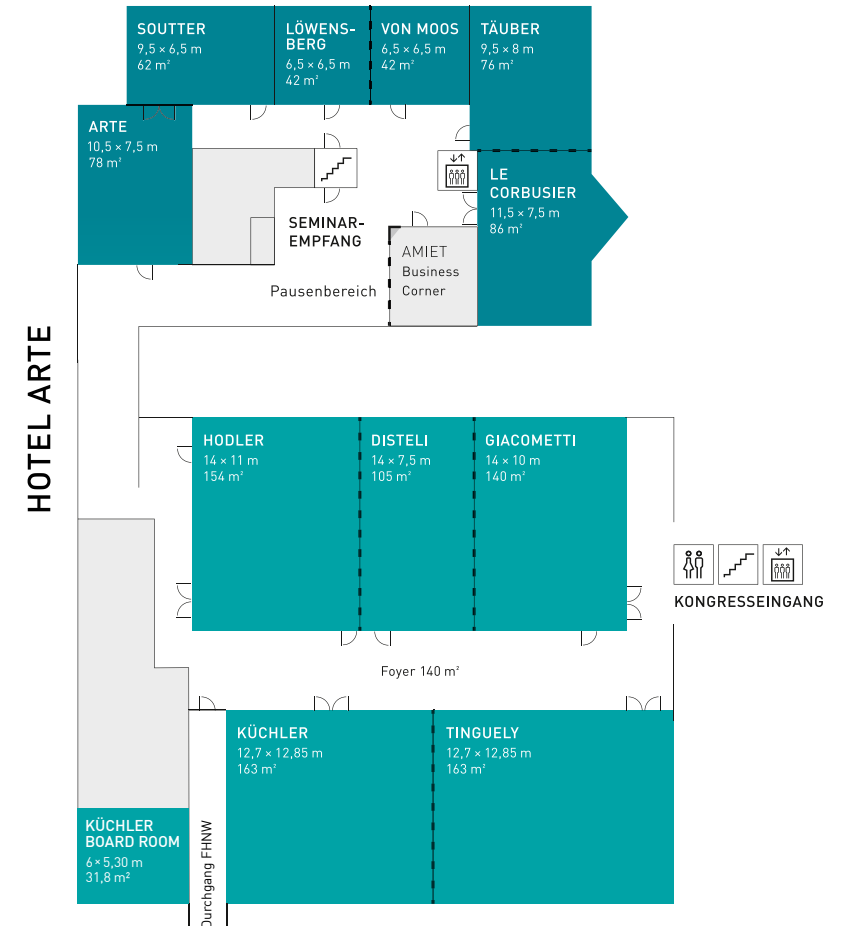 SOUTTER
9,5 × 6,5 m
62 m²
LÖWENS-
BERG
6,5 × 6,5 m
42 m²
VON MOOS
6,5 × 6,5 m
42 m²
TÄUBER
9,5 × 8 m
76 m²
ARTE
10,5 × 7,5 m
78 m²
LE
CORBUSIER
11,5 × 7,5 m
86 m²
SEMINAR-
EMPFANG
AMIET
Business
Corner
Pausenbereich
HOTEL ARTE
HODLER
14 × 11 m
154 m²
DISTELI
14 × 7,5 m
105 m²
GIACOMETTI
14 × 10 m
140 m²
KONGRESSEINGANG
Foyer 140 m²
KÜCHLER
12,7 × 12,85 m
163 m²
TINGUELY
12,7 × 12,85 m
163 m²
KÜCHLER
BOARD ROOM
6 × 5,30 m
31,8 m²
Durchgang FHNW